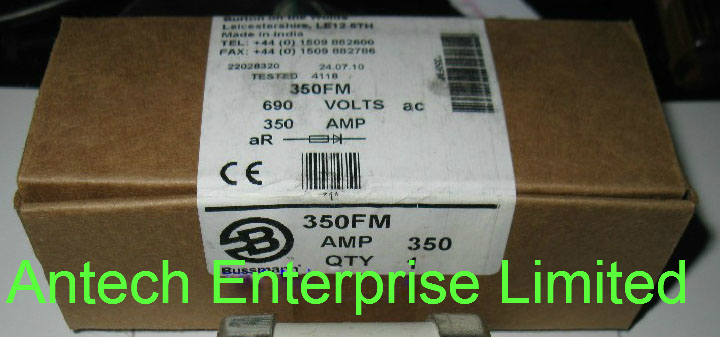 Burton on the Wolds
Leicestershire, LE12 5TH
Made in India
TEL: +44 (0) 1509 882600
FAX: +44 (0) 1509 882786
22028320 24.07.10
TESTED 4118
350FM
690 VOLTS ac
350 AMP
aR
CE
*1*
B
350FM
AMP 350
QTY 1
Bussmann
Antech Enterprise Limited